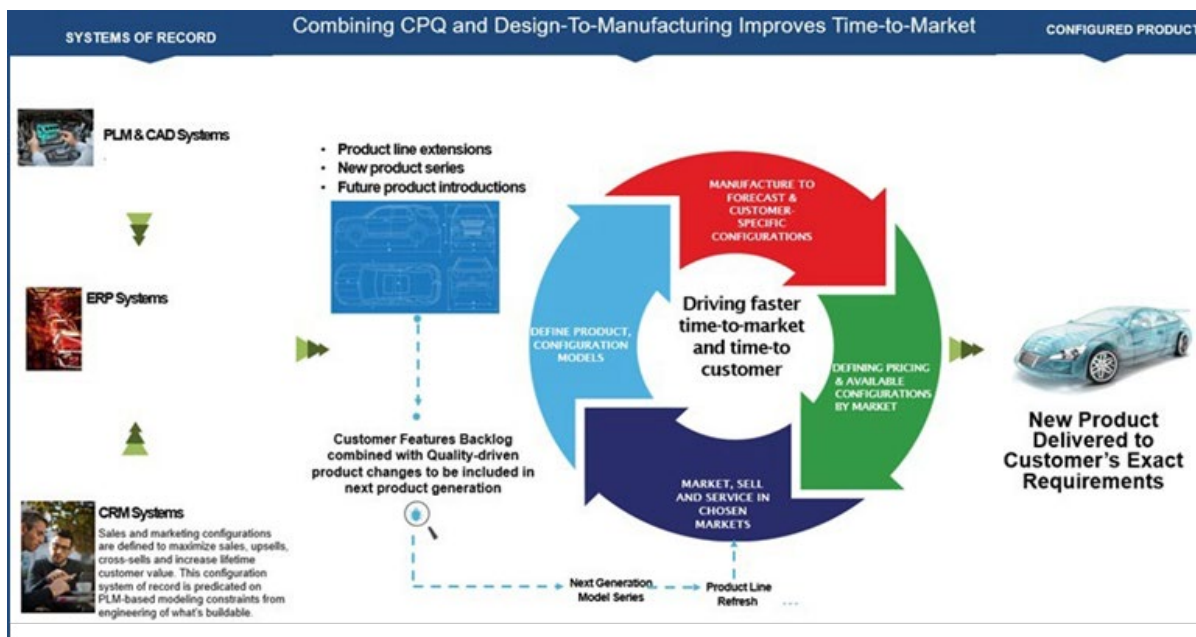 SYSTEMS OF RECORD
Combining CPQ and Design-To-Manufacturing Improves Time-to-Market
CONFIGURED PRODUCT
PLM & CAD Systems
ERP Systems
CRM Systems
Sales and marketing configurations
are defined to maximize sales, upsells,
cross-sells and increase lifetime
customer value. This configuration
system of record is predicated on
PLM-based modeling constraints from
engineering of what's buildable.
• Product line extensions
• New product series
• Future product introductions
Customer Features Backlog
combined with Quality-driven
product changes to be included in
next product generation
Next Generation
Model Series
Product Line
Refresh
DEFINE PRODUCT,
CONFIGURATION
MODELS
MANUFACTURE TO
FORECAST &
CUSTOMER-
SPECIFIC
CONFIGURATIONS
DEFINING PRICING
& AVAILABLE
CONFIGURATIONS
BY MARKET
MARKET, SELL
AND SERVICE IN
CHOSEN
MARKETS
Driving faster
time-to-market
and time-to
customer
New Product
Delivered to
Customer's Exact
Requirements